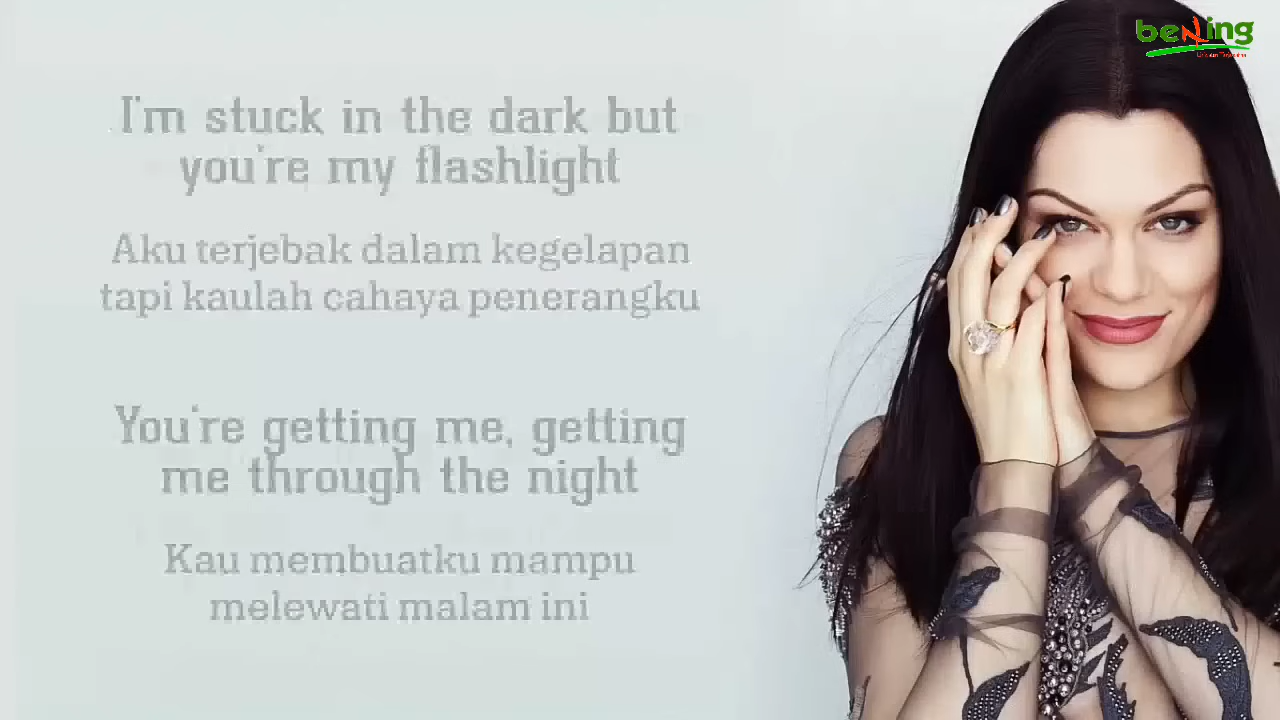 I'm stuck in the dark but
you're my flashlight
Aku terjebak dalam kegelapan
tapi kaulah cahaya penerangku
You're getting me, getting
me through the night
Kau membuatku mampu
melewati malam ini
bening